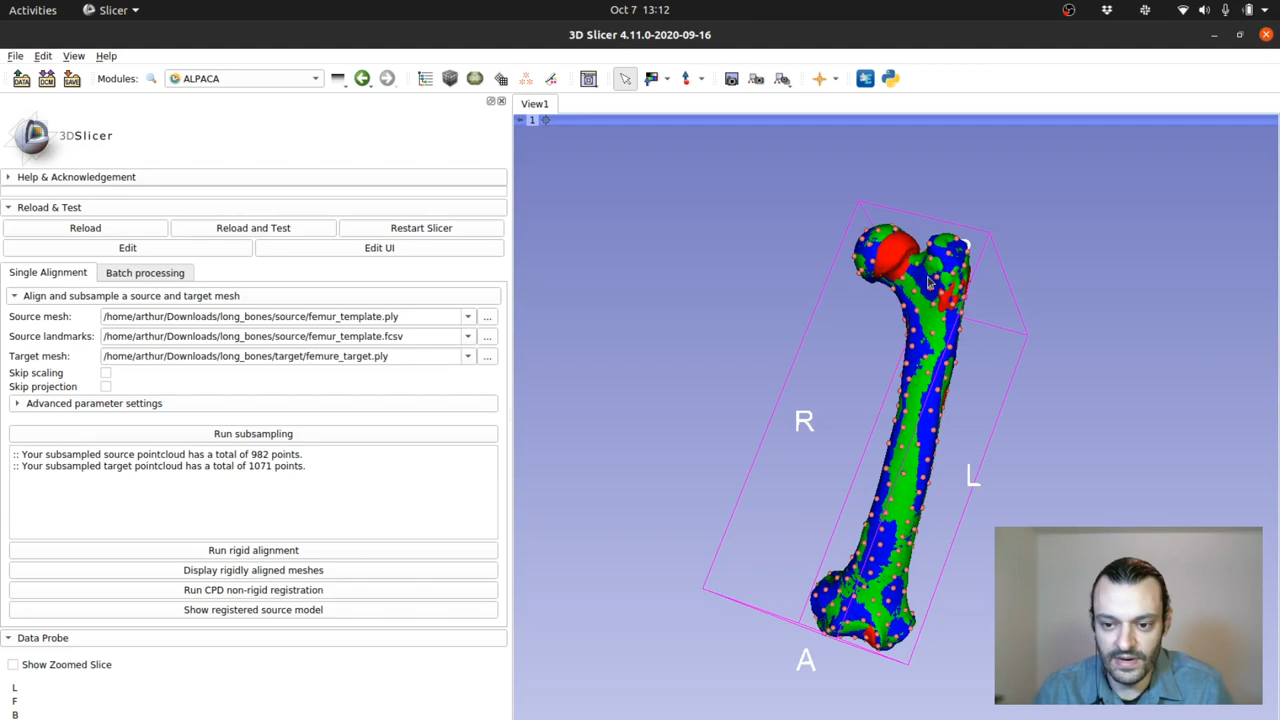 Activities
Slicer
Oct 7 13:12
3D Slicer 4.11.0-2020-09-16
File Edit View Help
DATA DCM SAVE Modules: ALPACA
View1
1
3DSlicer
Help & Acknowledgement
Reload & Test
Reload Reload and Test Restart Slicer
Edit Edit UI
Single Alignment Batch processing
Align and subsample a source and target mesh
Source mesh: /home/arthur/Downloads/long_bones/source/femur_template.ply ...
Source landmarks: /home/arthur/Downloads/long_bones/source/femur_template.fcsv ...
Target mesh: /home/arthur/Downloads/long_bones/target/femure_target.ply ...
Skip scaling
Skip projection
Advanced parameter settings
Run subsampling
:: Your subsampled source pointcloud has a total of 982 points.
:: Your subsampled target pointcloud has a total of 1071 points.
Run rigid alignment
Display rigidly aligned meshes
Run CPD non-rigid registration
Show registered source model
Data Probe
Show Zoomed Slice
L
F
B
R
L
A